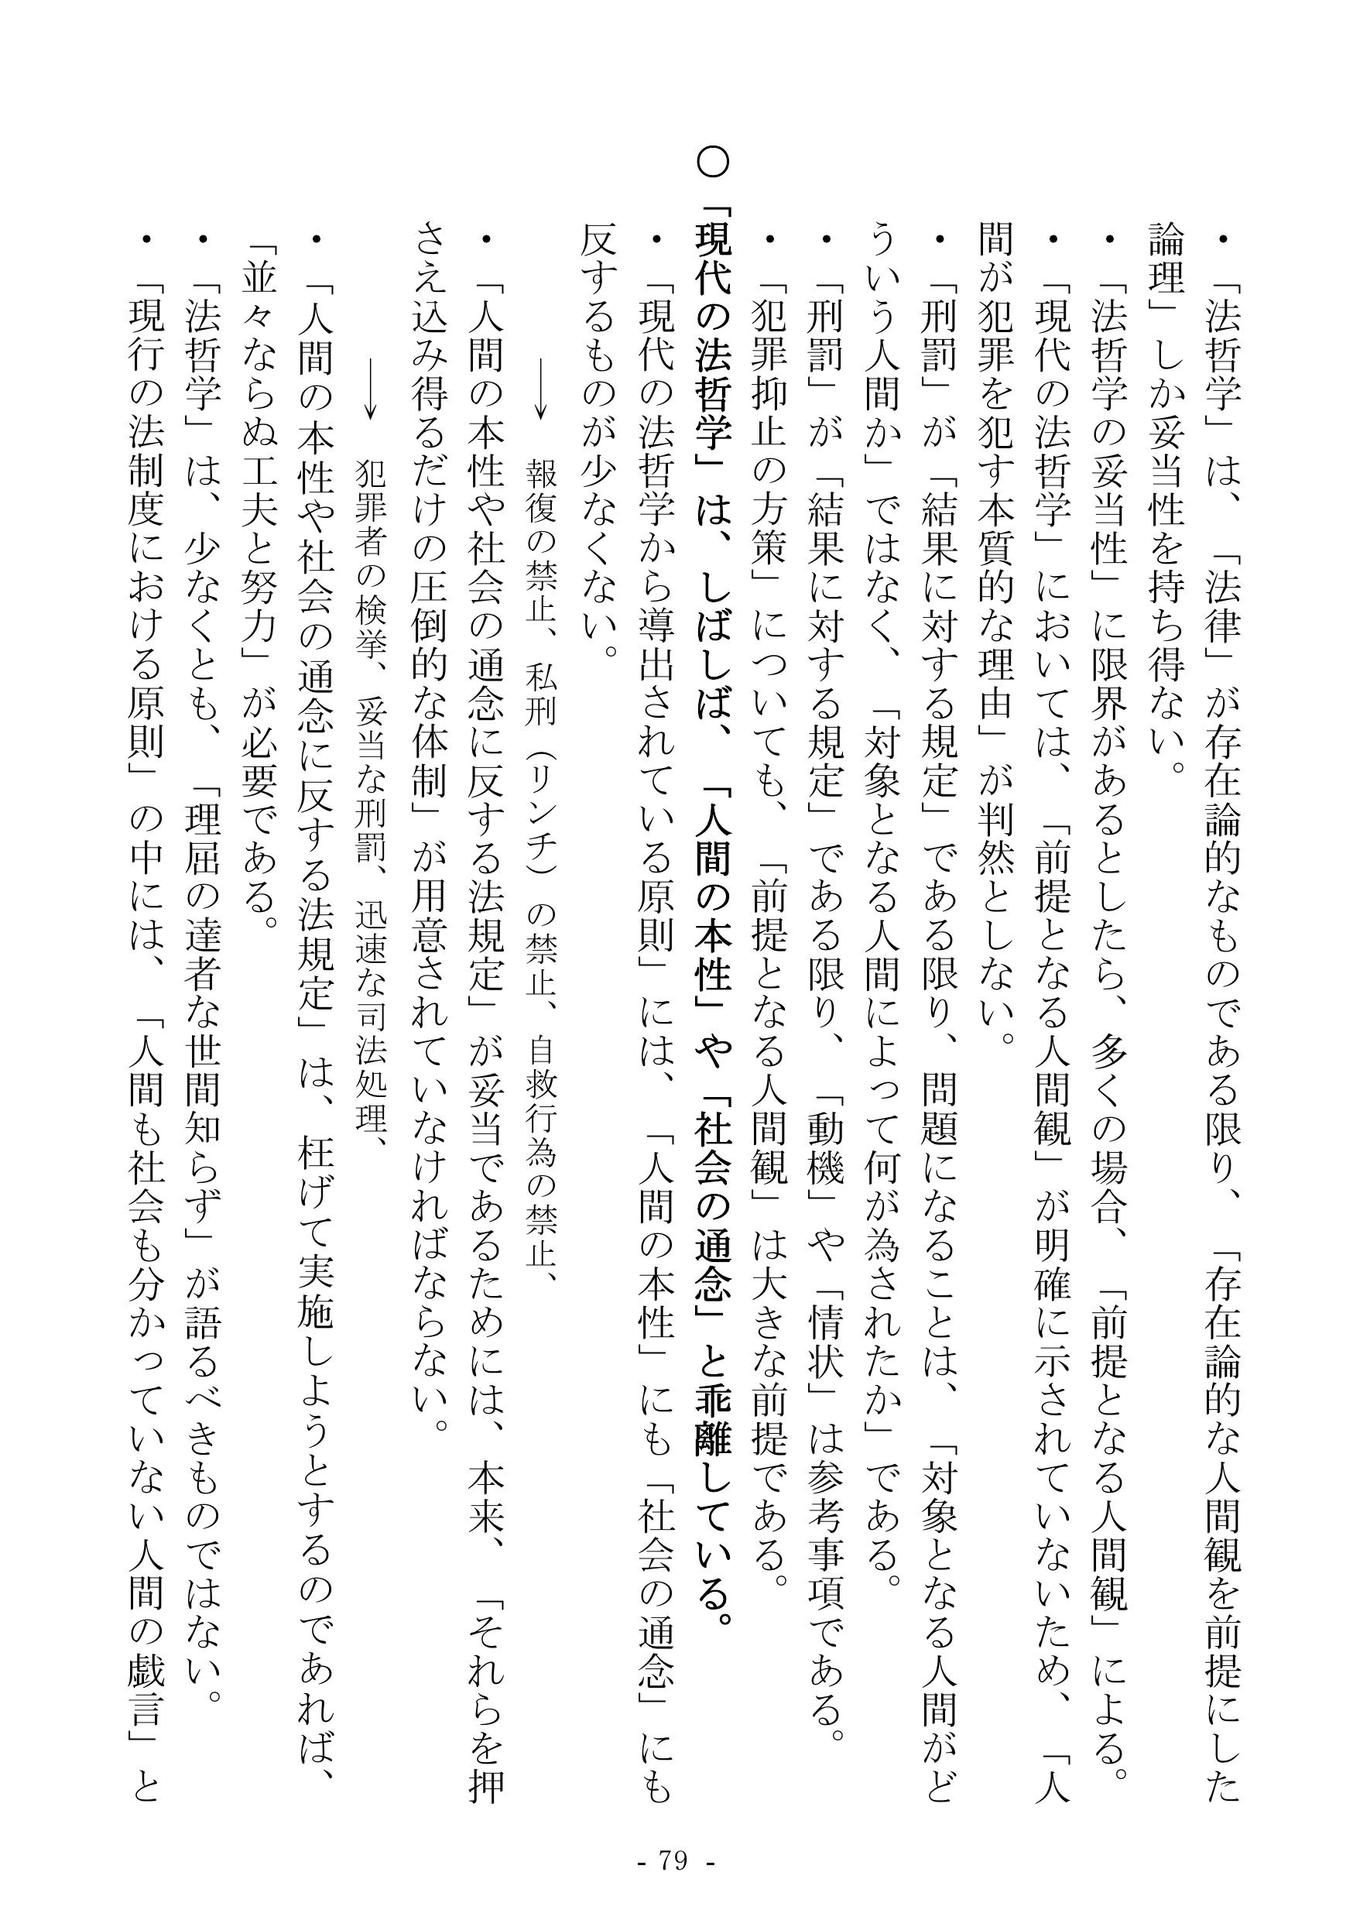 ・「法哲学」は、「法律」が存在論的なものである限り、「存在論的な人間観を前提にした
論理」しか妥当性を持ち得ない。
・「法哲学の妥当性」に限界があるとしたら、多くの場合、「前提となる人間観」による。
・「現代の法哲学」においては、「前提となる人間観」が明確に示されていないため、「人
間が犯罪を犯す本質的な理由」が判然としない。
・「刑罰」が「結果に対する規定」である限り、問題になることは、「対象となる人間がど
ういう人間か」ではなく、「対象となる人間によって何が為されたか」である。
・「刑罰」が「結果に対する規定」である限り、「動機」や「情状」は参考事項である。
・「犯罪抑止の方策」についても、「前提となる人間観」は大きな前提である。
○「現代の法哲学」は、しばしば、「人間の本性」や「社会の通念」と乖離している。
・「現代の法哲学から導出されている原則」には、「人間の本性」にも「社会の通念」にも
反するものが少なくない。
→ 報復の禁止、私刑（リンチ）の禁止、自救行為の禁止、
・「人間の本性や社会の通念に反する法規定」が妥当であるためには、本来、「それらを押
さえ込み得るだけの圧倒的な体制」が用意されていなければならない。
→ 犯罪者の検挙、妥当な刑罰、迅速な司法処理、
・「人間の本性や社会の通念に反する法規定」は、枉げて実施しようとするのであれば、
「並々ならぬ工夫と努力」が必要である。
・「法哲学」は、少なくとも、「理屈の達者な世間知らず」が語るべきものではない。
・「現行の法制度における原則」の中には、「人間も社会も分かっていない人間の戯言」と
- 79 -